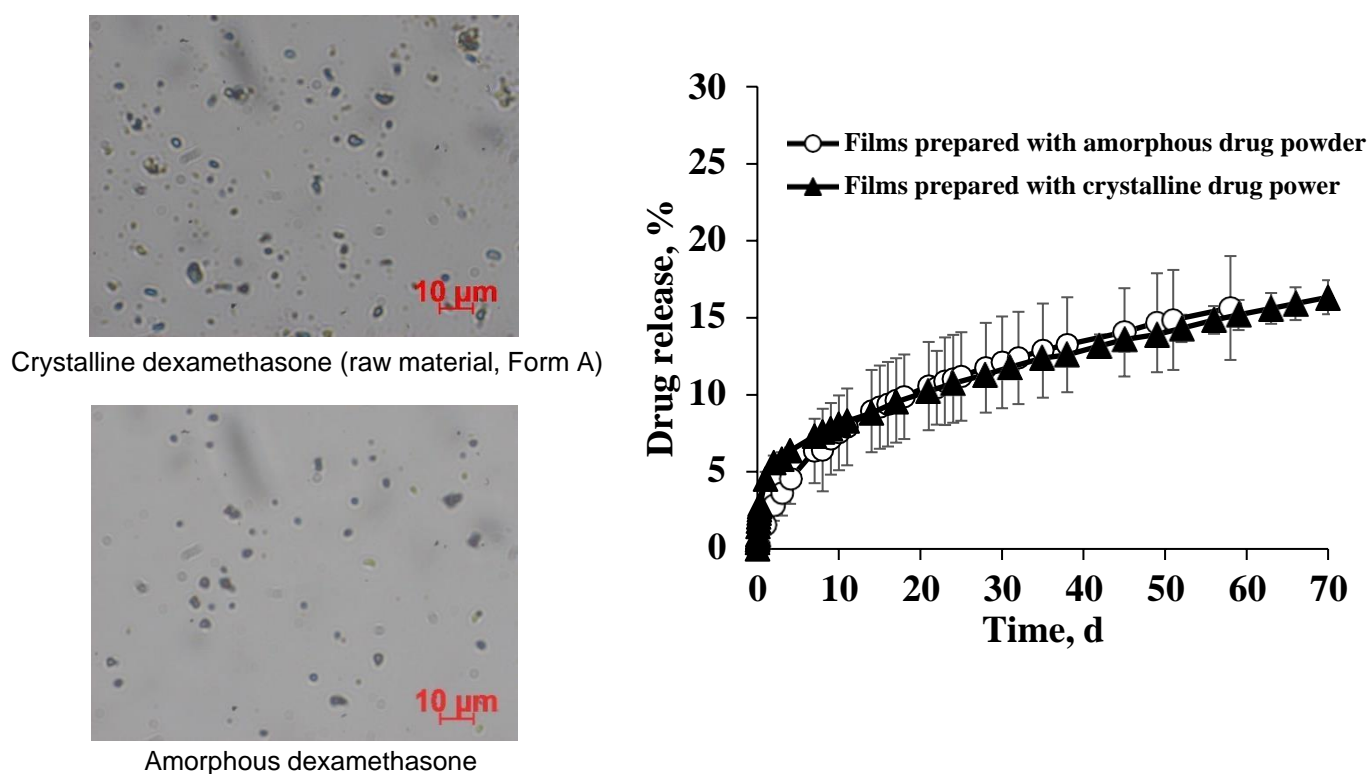 10 µm
Crystalline dexamethasone (raw material, Form A)
10 µm
Amorphous dexamethasone
30
25
20
15
10
5
0
Drug release, %
Films prepared with amorphous drug powder
Films prepared with crystalline drug power
0 10 20 30 40 50 60 70
Time, d